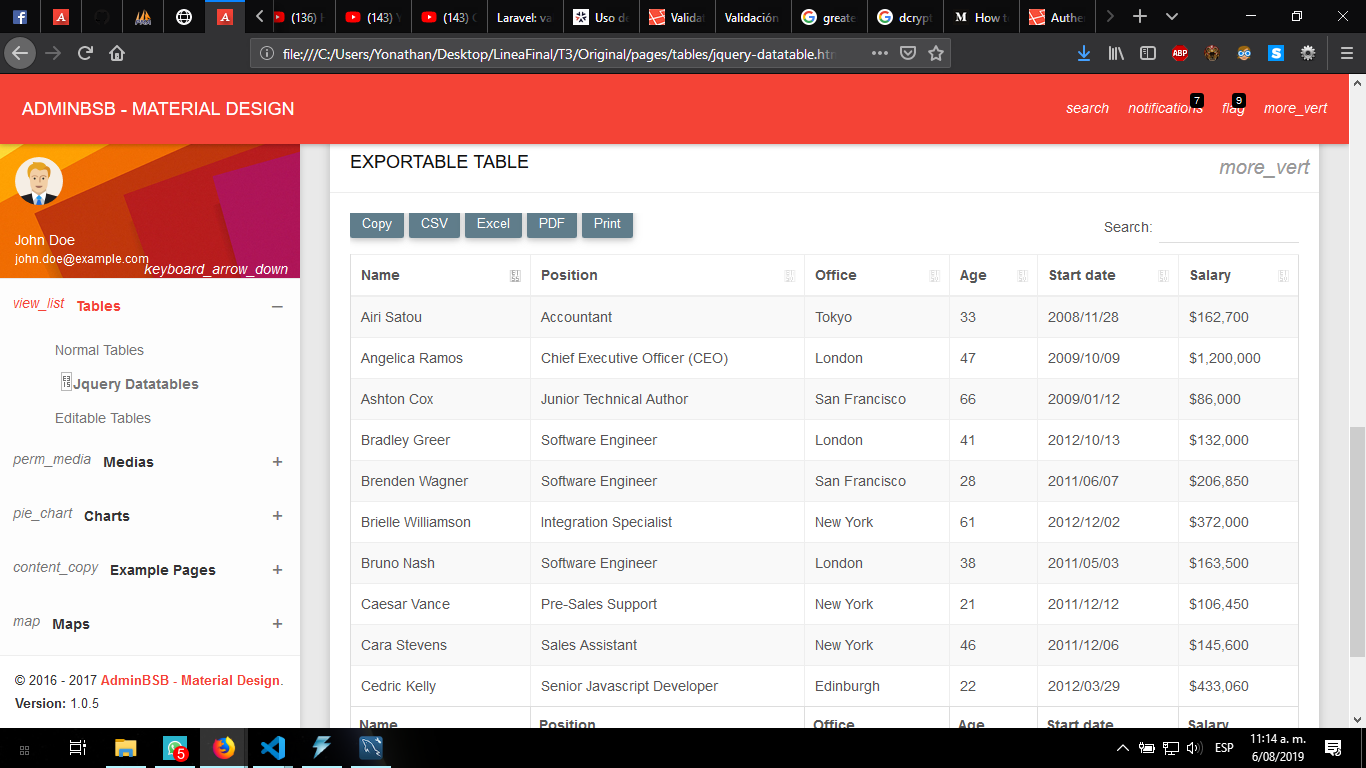 (136)
(143)
(143)
Laravel: va
Uso de
Validat
Validación
greate
dcrypt
How t
Authe
file:///C:/Users/Yonathan/Desktop/LineaFinal/T3/Original/pages/tables/jquery-datatable.htm
ABP
ADMINBSB - MATERIAL DESIGN
search notifications 7 flag 9 more_vert
John Doe
john.doe@example.com
keyboard_arrow_down
view_list Tables
Normal Tables
Jquery Datatables
Editable Tables
perm_media Medias +
pie_chart Charts +
content_copy Example Pages +
map Maps +
© 2016 - 2017 AdminBSB - Material Design.
Version: 1.0.5
EXPORTABLE TABLE
more_vert
Copy CSV Excel PDF Print
Search:
Name Position Office Age Start date Salary
Airi Satou Accountant Tokyo 33 2008/11/28 $162,700
Angelica Ramos Chief Executive Officer (CEO) London 47 2009/10/09 $1,200,000
Ashton Cox Junior Technical Author San Francisco 66 2009/01/12 $86,000
Bradley Greer Software Engineer London 41 2012/10/13 $132,000
Brenden Wagner Software Engineer San Francisco 28 2011/06/07 $206,850
Brielle Williamson Integration Specialist New York 61 2012/12/02 $372,000
Bruno Nash Software Engineer London 38 2011/05/03 $163,500
Caesar Vance Pre-Sales Support New York 21 2011/12/12 $106,450
Cara Stevens Sales Assistant New York 46 2011/12/06 $145,600
Cedric Kelly Senior Javascript Developer Edinburgh 22 2012/03/29 $433,060
Name Position Office Age Start date Salary
5
ESP
11:14 a. m.
6/08/2019